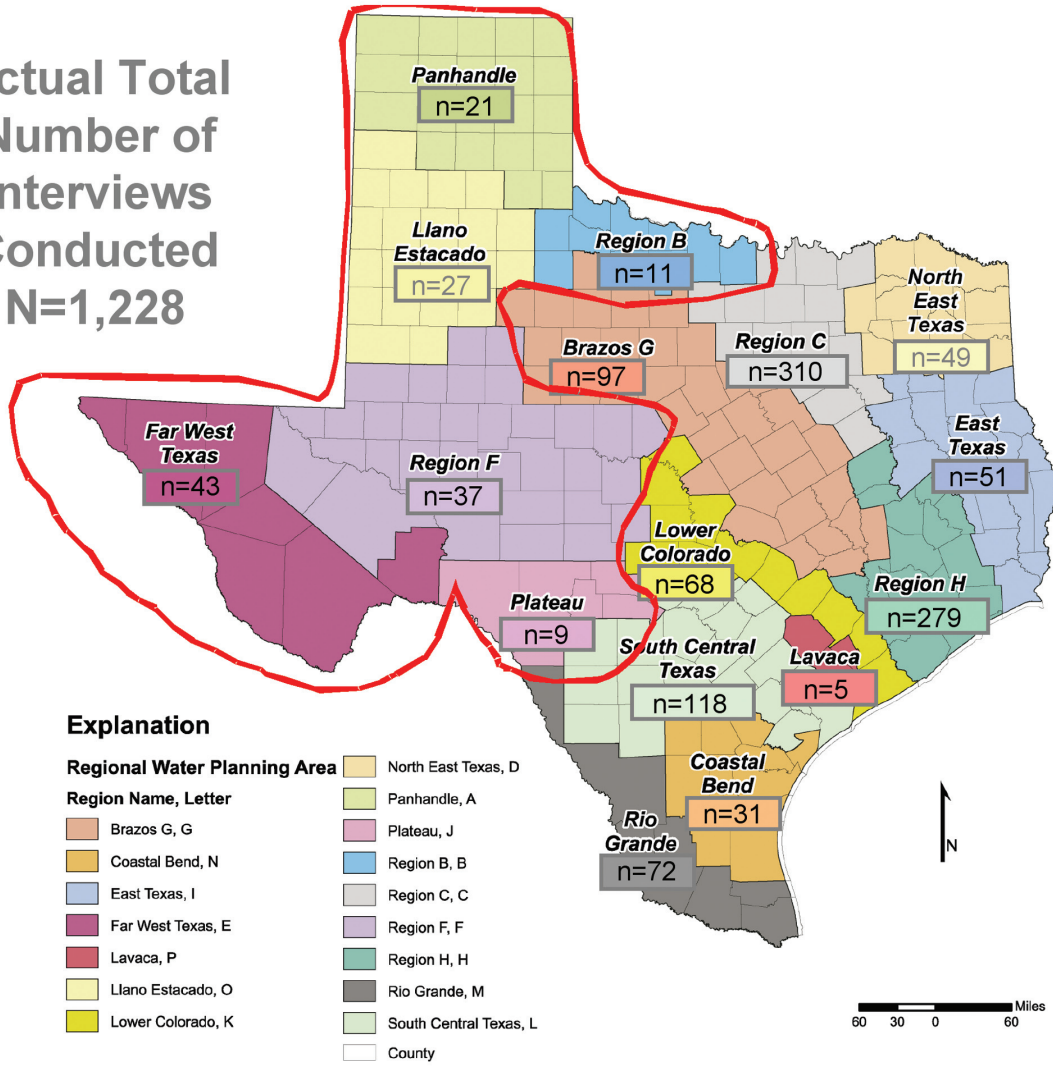 ctual Total
Number of
nterviews
Conducted
N=1,228
Panhandle
n=21
Llano
Estacado
n=27
Region B
n=11
North
East
Texas
n=49
Brazos G
n=97
Region C
n=310
Far West
Texas
n=43
Region F
n=37
East
Texas
n=51
Lower
Colorado
n=68
Region H
n=279
Plateau
n=9
South Central
Texas
n=118
Lavaca
n=5
Coastal
Bend
n=31
Rio
Grande
n=72
Explanation
Regional Water Planning Area
Region Name, Letter
Brazos G, G
Coastal Bend, N
East Texas, I
Far West Texas, E
Lavaca, P
Llano Estacado, O
Lower Colorado, K
North East Texas, D
Panhandle, A
Plateau, J
Region B, B
Region C, C
Region F, F
Region H, H
Rio Grande, M
South Central Texas, L
County
N
Miles
60 30 0 60